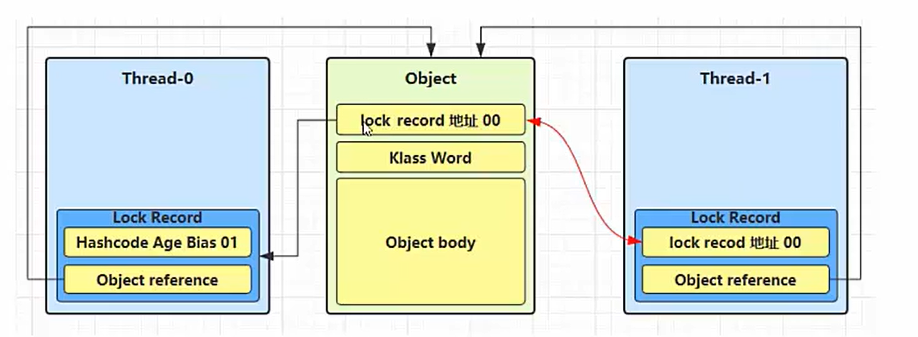 Thread-0
Lock Record
Hashcode Age Bias 01
Object reference
Object
lock record 地址 00
Klass Word
Object body
Thread-1
Lock Record
lock recod 地址 00
Object reference